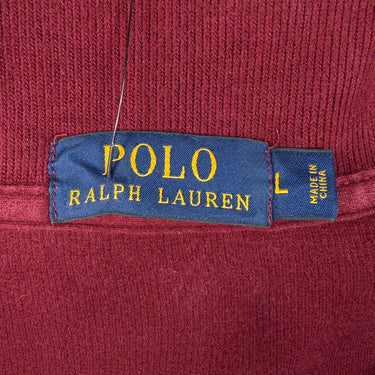 POLO
RALPH LAUREN
L
MADE IN
CHINA